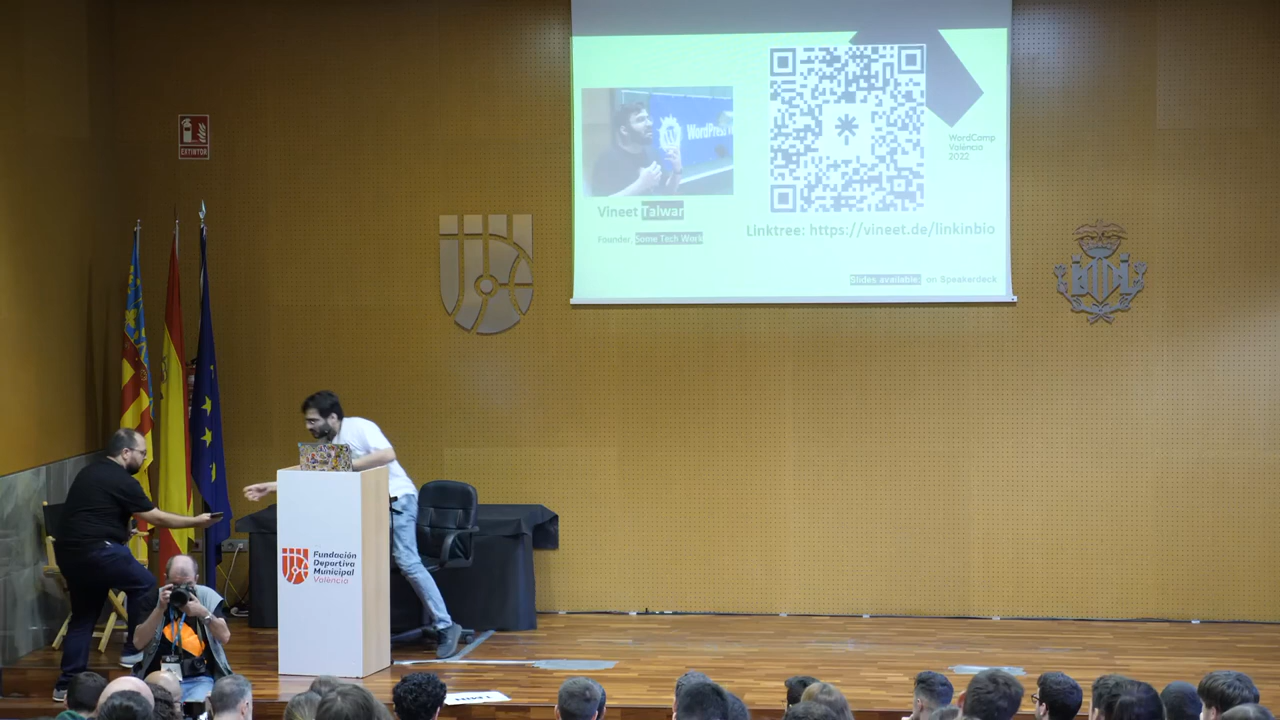 EXTINTOR
WordPress
WordCamp
València
2022
Vineet Talwar
Founder, Some Tech Work
Linktree: https://vineet.de/linkinbio
Slides available: on Speakerdeck
Fundación
Deportiva
Municipal
València